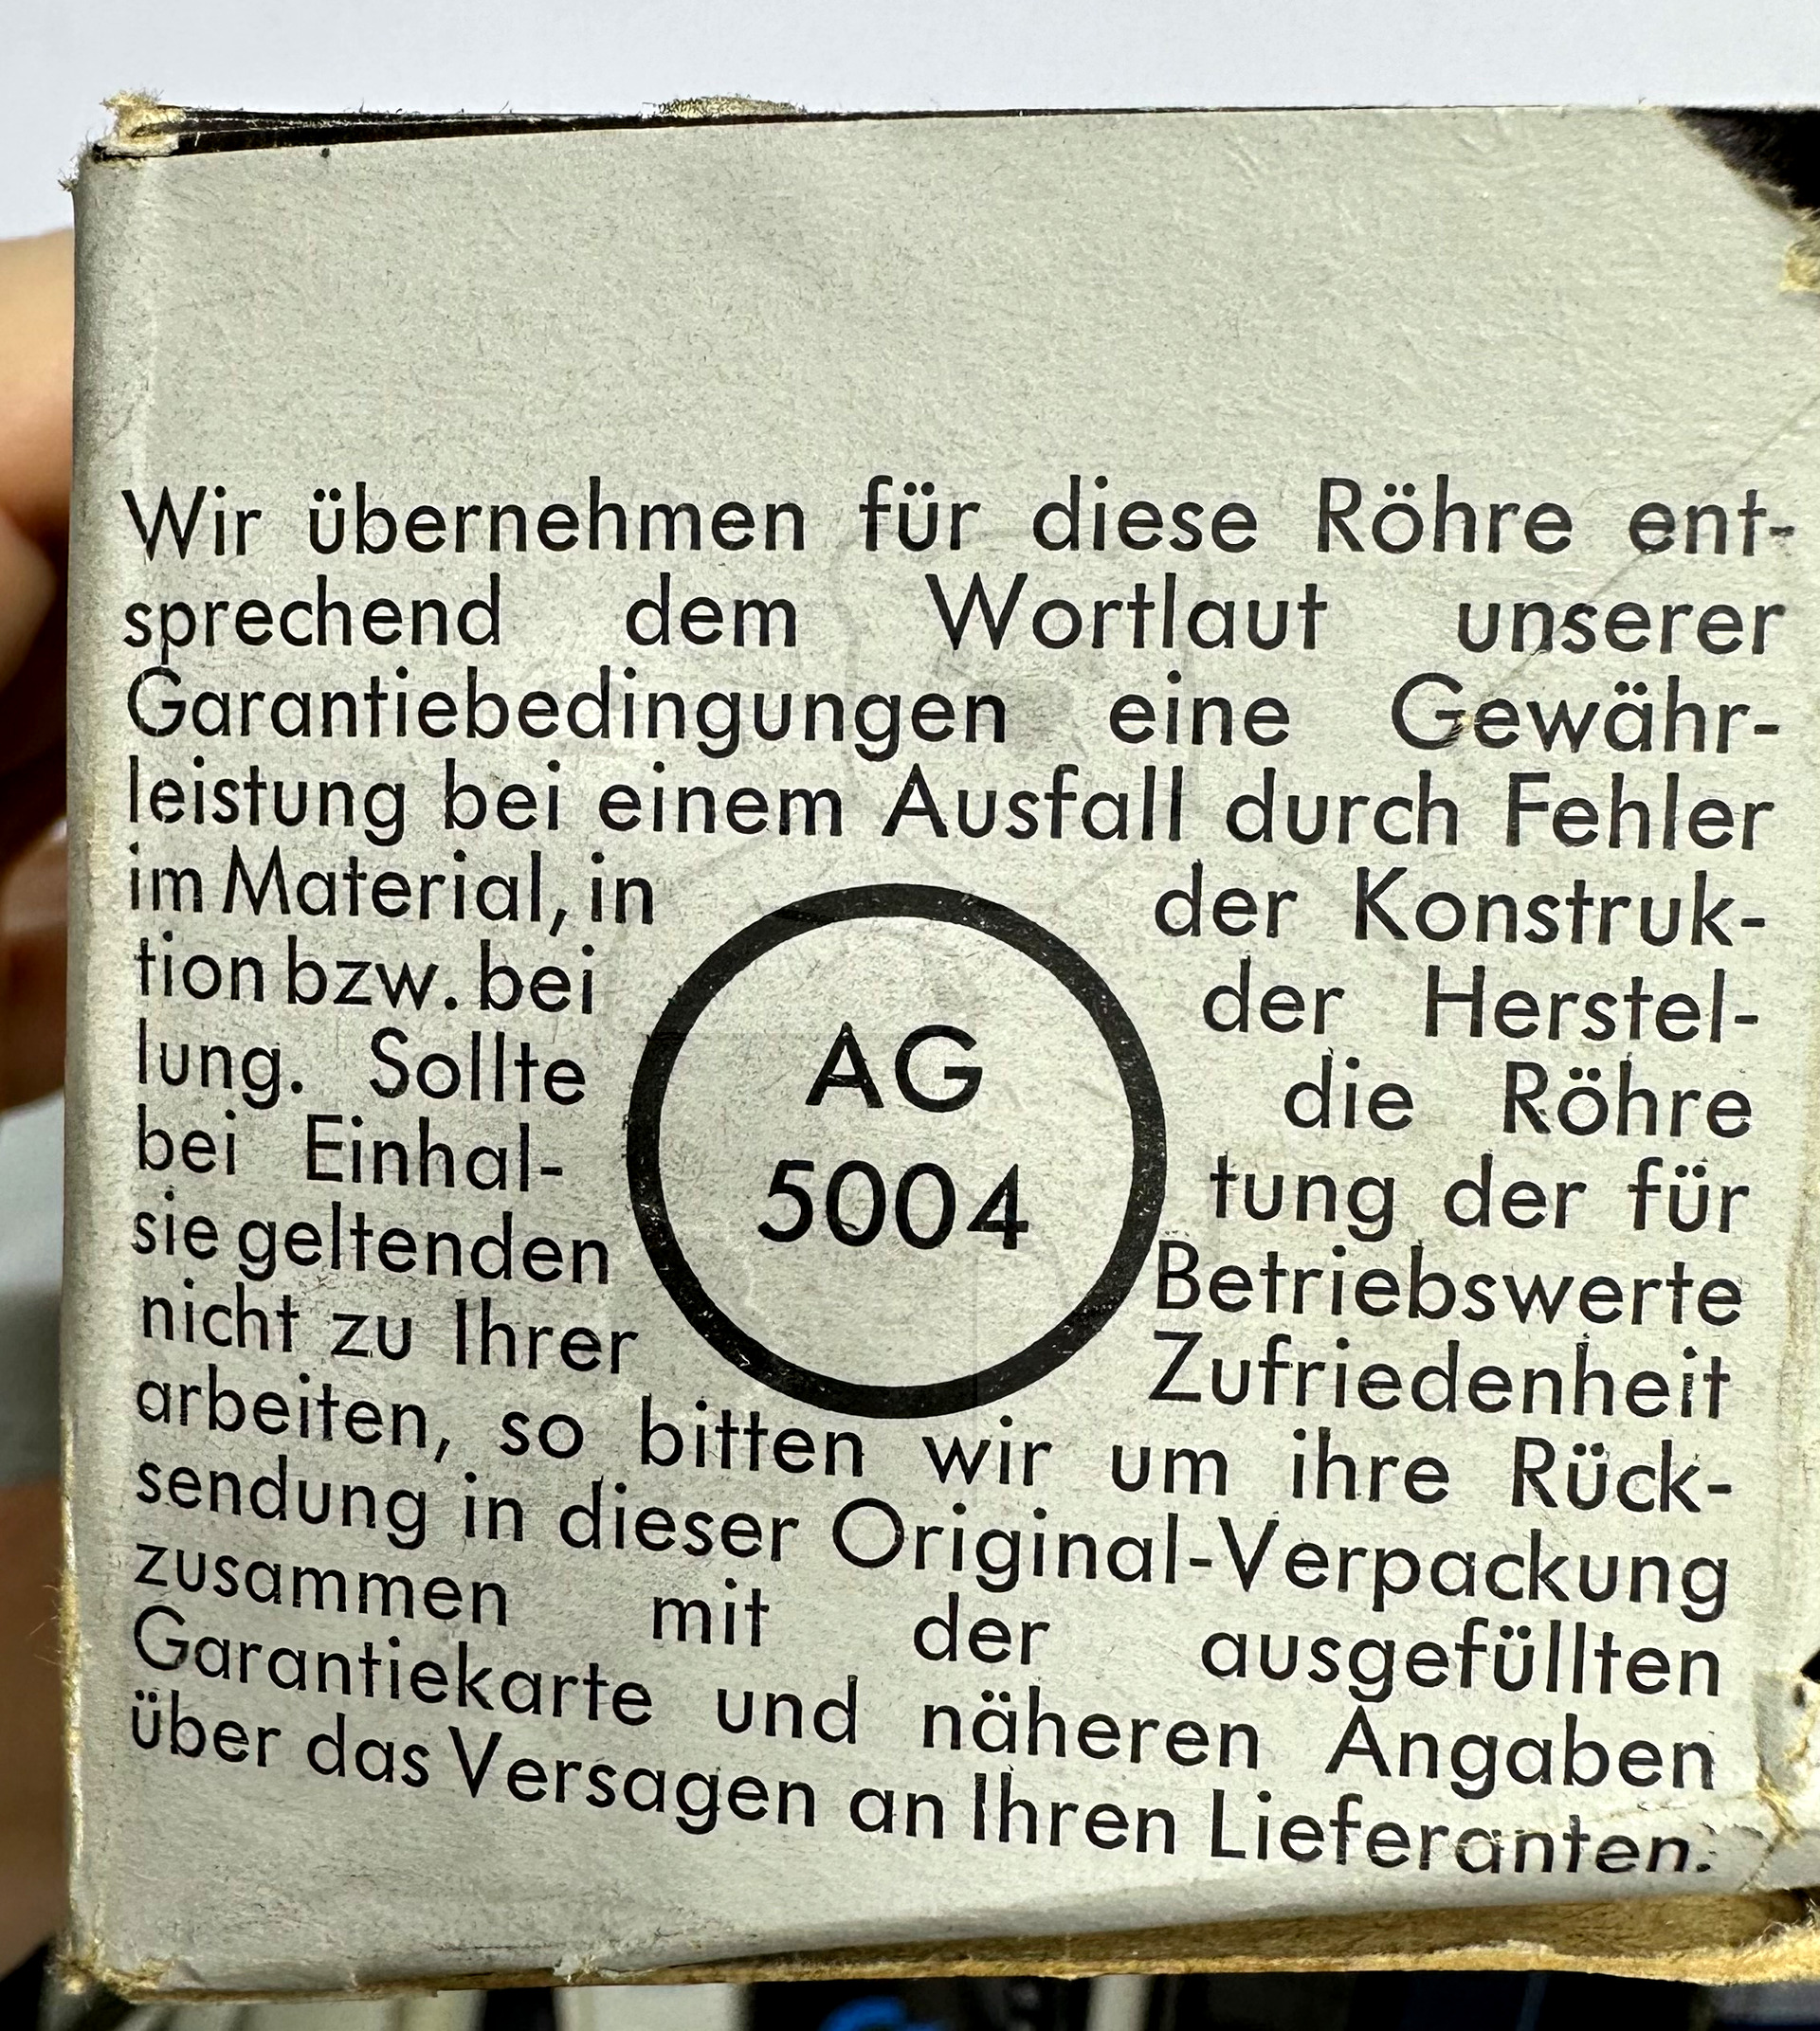 Wir übernehmen für diese Röhre ent-
sprechend dem Wortlaut unserer
Garantiebedingungen eine Gewähr-
leistung bei einem Ausfall durch Fehler
im Material, in der Konstruk-
tion bzw. bei der Herstel-
lung. Sollte die Röhre
bei Einhal- tung der für
sie geltenden Betriebswerte
nicht zu Ihrer Zufriedenheit
arbeiten, so bitten wir um ihre Rück-
sendung in dieser Original-Verpackung
zusammen mit der ausgefüllten
Garantiekarte und näheren Angaben
über das Versagen an Ihren Lieferanten.
AG
5004